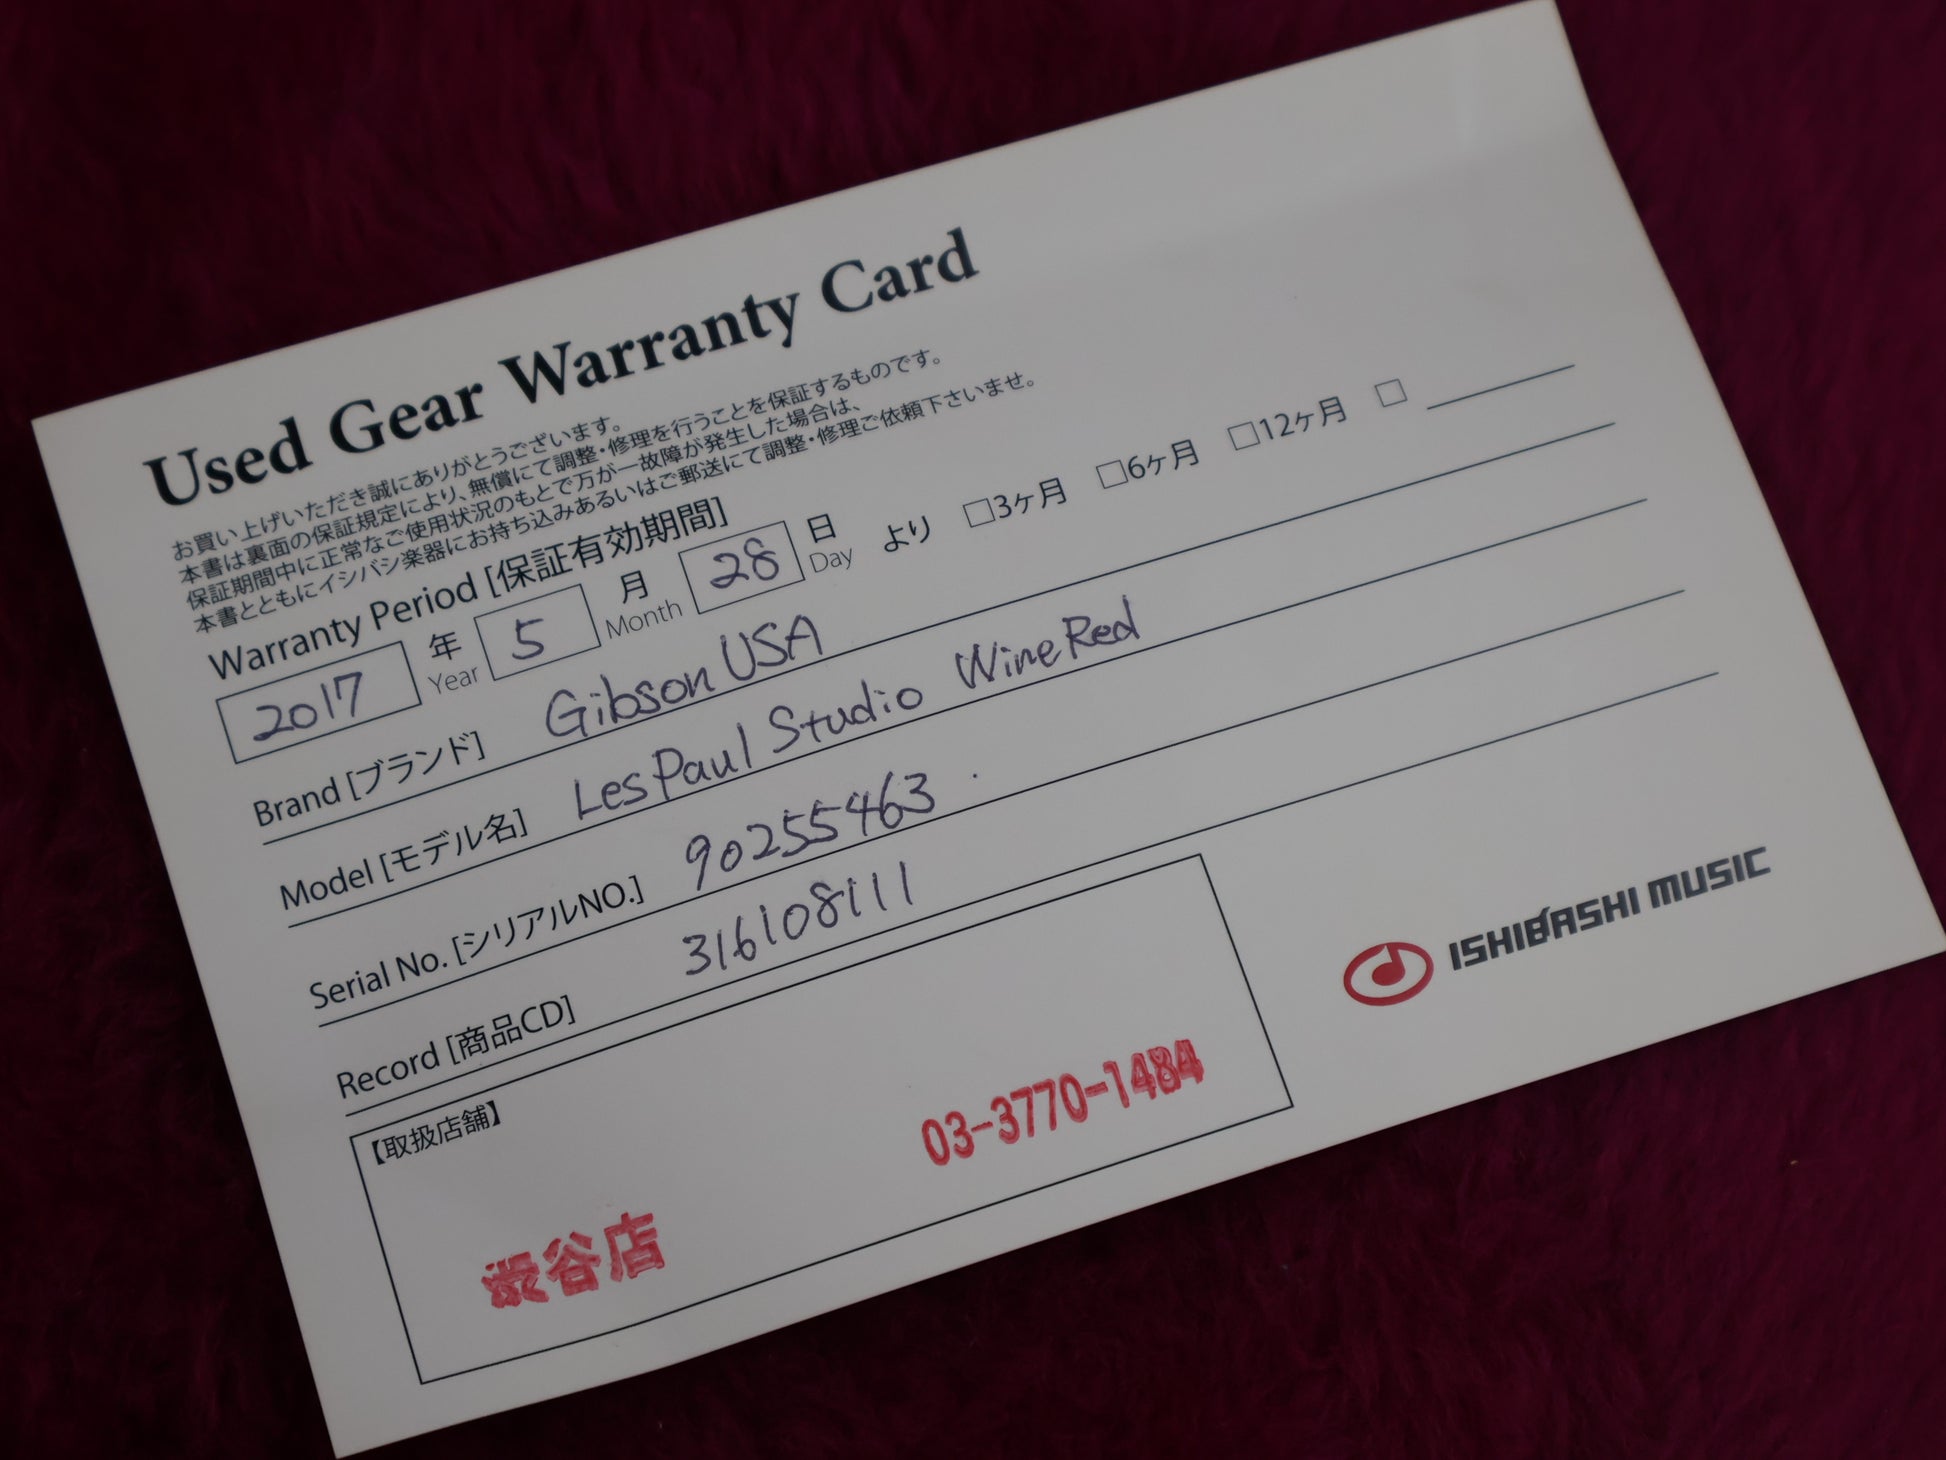 Used Gear Warranty Card
お買い上げいただき誠にありがとうございます。
本書は裏面の保証規定により、無償にて調整・修理を行うことを保証するものです。
保証期間中に正常なご使用状況のもとで万が一故障が発生した場合は、
本書とともにイシバシ楽器にお持ち込みあるいはご郵送にて調整・修理ご依頼下さいませ。
Warranty Period [保証有効期間]
2017 年 Year 5 月 Month 28 日 Day より □3ヶ月 □6ヶ月 □12ヶ月 □
Brand [ブランド] Gibson USA
Model [モデル名] Les Paul Studio Wine Red
Serial No. [シリアルNO.] 90255463
Record [商品CD] 316108111
【取扱店舗】
03-3770-1484
渋谷店
ISHIBASHI MUSIC